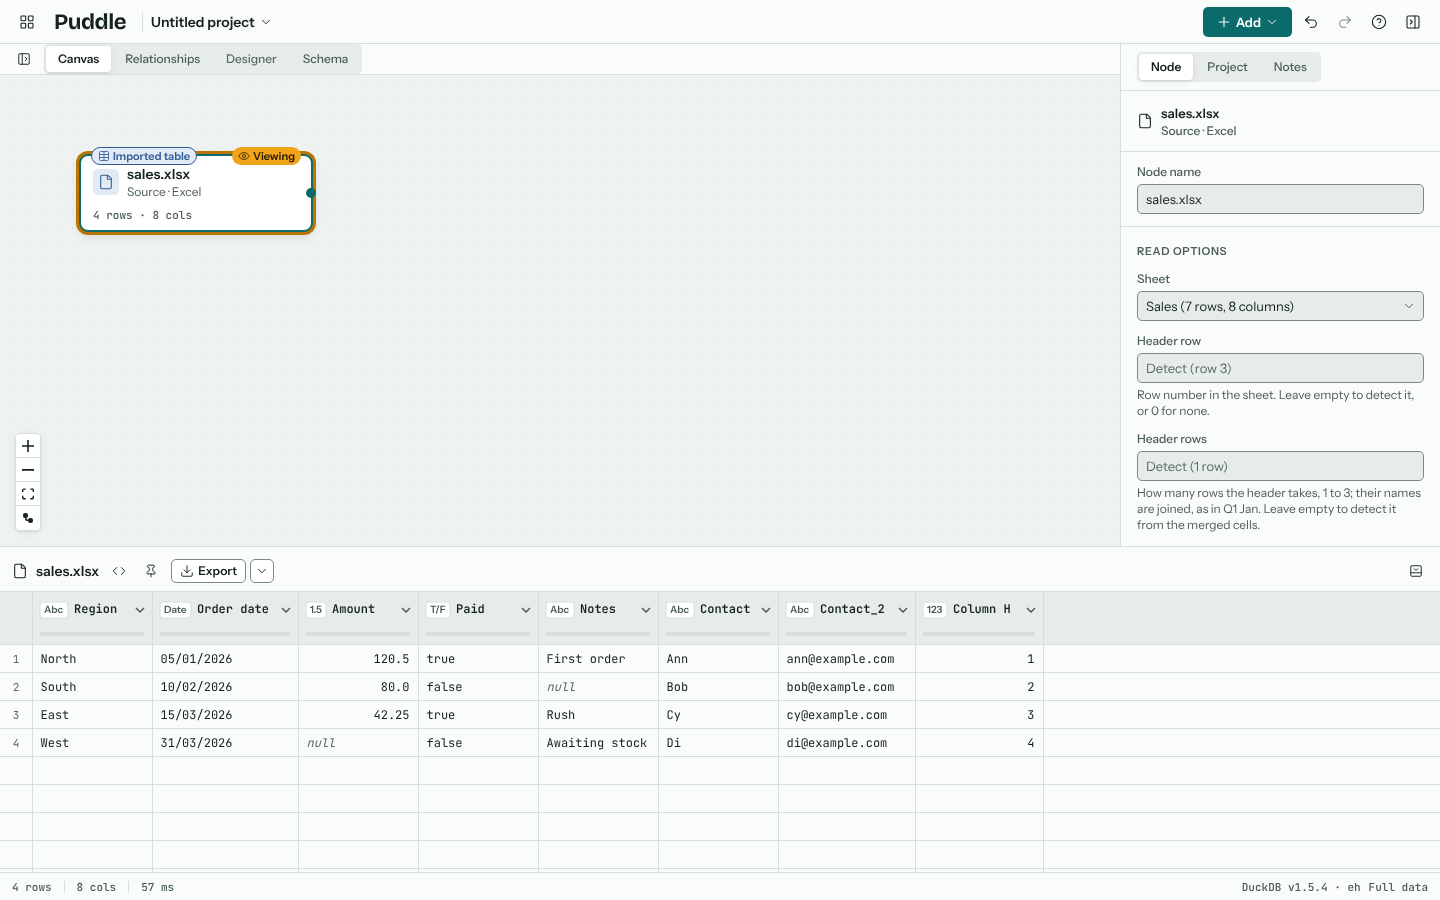 Puddle
Untitled project
Add
Canvas
Relationships
Designer
Schema
Node
Project
Notes
Imported table
Viewing
sales.xlsx
Source · Excel
4 rows · 8 cols
sales.xlsx
Source · Excel
Node name
sales.xlsx
READ OPTIONS
Sheet
Sales (7 rows, 8 columns)
Header row
Detect (row 3)
Row number in the sheet. Leave empty to detect it,
or 0 for none.
Header rows
Detect (1 row)
How many rows the header takes, 1 to 3; their names
are joined, as in Q1 Jan. Leave empty to detect it
from the merged cells.
sales.xlsx
Export
Abc Region Date Order date 1.5 Amount T/F Paid Abc Notes Abc Contact Abc Contact_2 123 Column H
1 North 05/01/2026 120.5 true First order Ann ann@example.com 1
2 South 10/02/2026 80.0 false null Bob bob@example.com 2
3 East 15/03/2026 42.25 true Rush Cy cy@example.com 3
4 West 31/03/2026 null false Awaiting stock Di di@example.com 4
4 rows 8 cols 57 ms
DuckDB v1.5.4 · eh Full data